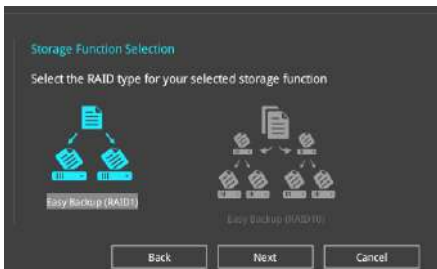 Storage Function Selection
Select the RAID type for your selected storage function
Easy Backup (RAID1)
Easy Backup (RAID10)
Back
Next
Cancel